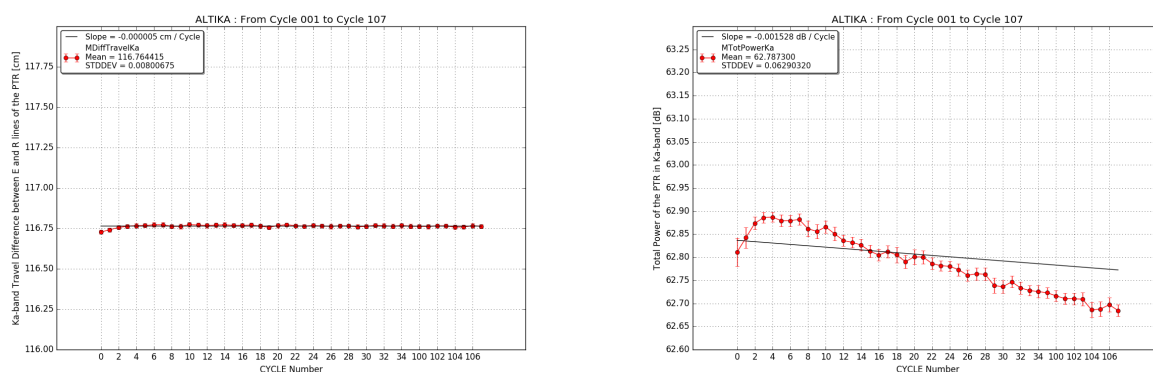 ALTIKA : From Cycle 001 to Cycle 107
Slope = -0.000005 cm / Cycle
MDiffTravelKa
Mean = 116.764415
STDDEV = 0.00800675
Ka-band Travel Difference between E and R lines of the PTR [cm]
117.75
117.50
117.25
117.00
116.75
116.50
116.25
116.00
0 2 4 6 8 10 12 14 16 18 20 22 24 26 28 30 32 34 100 102 104 106
CYCLE Number
ALTIKA : From Cycle 001 to Cycle 107
Slope = -0.001528 dB / Cycle
MTotPowerKa
Mean = 62.787300
STDDEV = 0.06290320
Total Power of the PTR in Ka-band [dB]
63.25
63.20
63.15
63.10
63.05
63.00
62.95
62.90
62.85
62.80
62.75
62.70
62.65
62.60
0 2 4 6 8 10 12 14 16 18 20 22 24 26 28 30 32 34 100 102 104 106
CYCLE Number